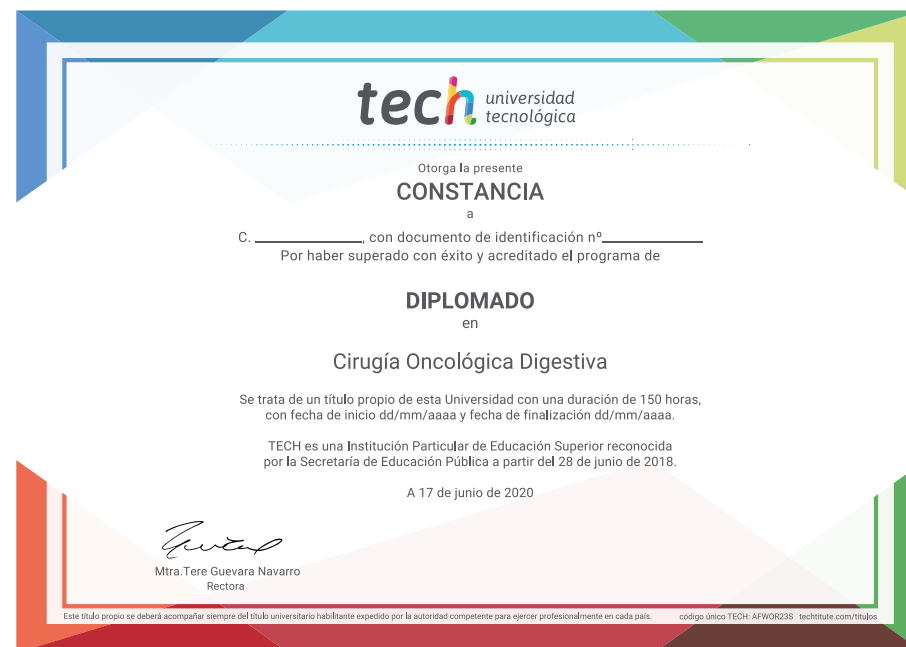 tech universidad
tecnológica
Otorga la presente
CONSTANCIA
a
C. ____________, con documento de identificación nº____________
Por haber superado con éxito y acreditado el programa de
DIPLOMADO
en
Cirugía Oncológica Digestiva
Se trata de un título propio de esta Universidad con una duración de 150 horas,
con fecha de inicio dd/mm/aaaa y fecha de finalización dd/mm/aaaa.
TECH es una Institución Particular de Educación Superior reconocida
por la Secretaría de Educación Pública a partir del 28 de junio de 2018.
A 17 de junio de 2020
Mtra.Tere Guevara Navarro
Rectora
Este título propio se deberá acompañar siempre del título universitario habilitante expedido por la autoridad competente para ejercer profesionalmente en cada país. código único TECH: AFWOR23S techtitute.com/titulos